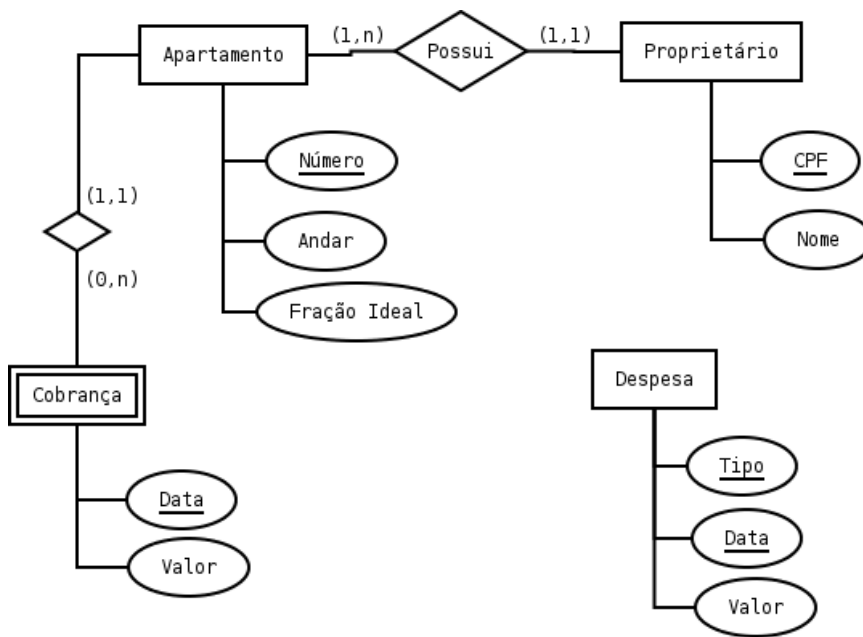 Apartamento
(1,n)
Possui
(1,1)
Proprietário
Número
Andar
Fração Ideal
CPF
Nome
(1,1)
(0,n)
Cobrança
Data
Valor
Despesa
Tipo
Data
Valor